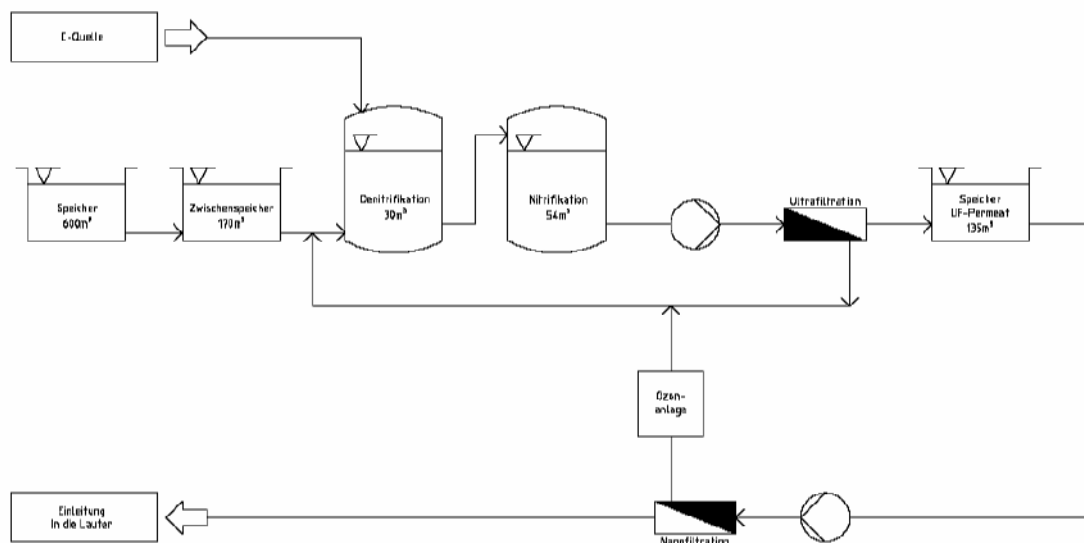 C-Quelle
Speicher
600m³
Zwischenspeicher
170m³
Denitrifikation
30m³
Nitrifikation
54m³
Ultrafiltration
Speicher
UF-Permeat
135m³
Ozon-
anlage
Einleitung
In die Lauter
Nanofiltration